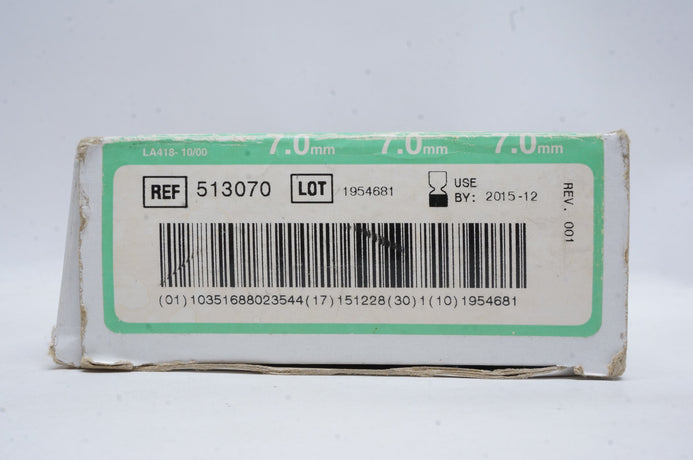 LA418- 10/00 7.0mm 7.0mm 7.0mm
REF 513070 LOT 1954681 USE BY: 2015-12
REV. 001
(01)10351688023544(17)151228(30)1(10)1954681